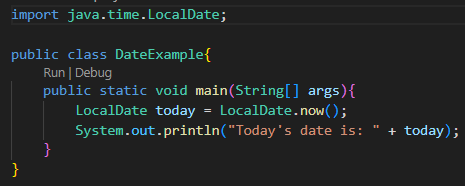 import java.time.LocalDate;
public class DateExample{
Run | Debug
public static void main(String[] args){
LocalDate today = LocalDate.now();
System.out.println("Today's date is: " + today);
}
}